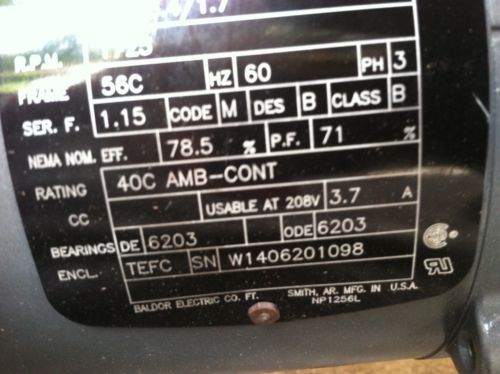 R.P.M. 1725
FRAME 56C HZ 60 PH 3
SER. F. 1.15 CODE M DES B CLASS B
NEMA NOM. EFF. 78.5 % P.F. 71 %
RATING 40C AMB-CONT
CC USABLE AT 208V 3.7 A
BEARINGS DE 6203 ODE 6203
ENCL. TEFC SN W1406201098
BALDOR ELECTRIC CO. FT. SMITH, AR. MFG. IN U.S.A.
NP1256L